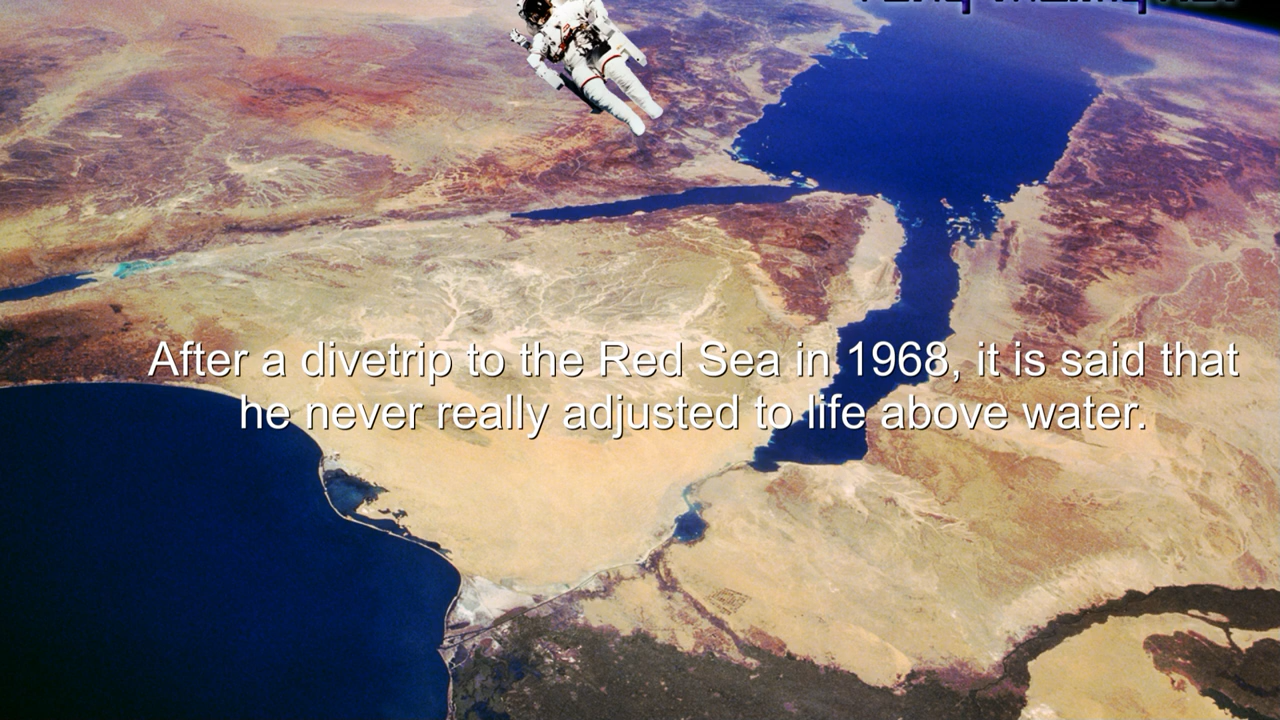 After a divetrip to the Red Sea in 1968, it is said that
he never really adjusted to life above water.